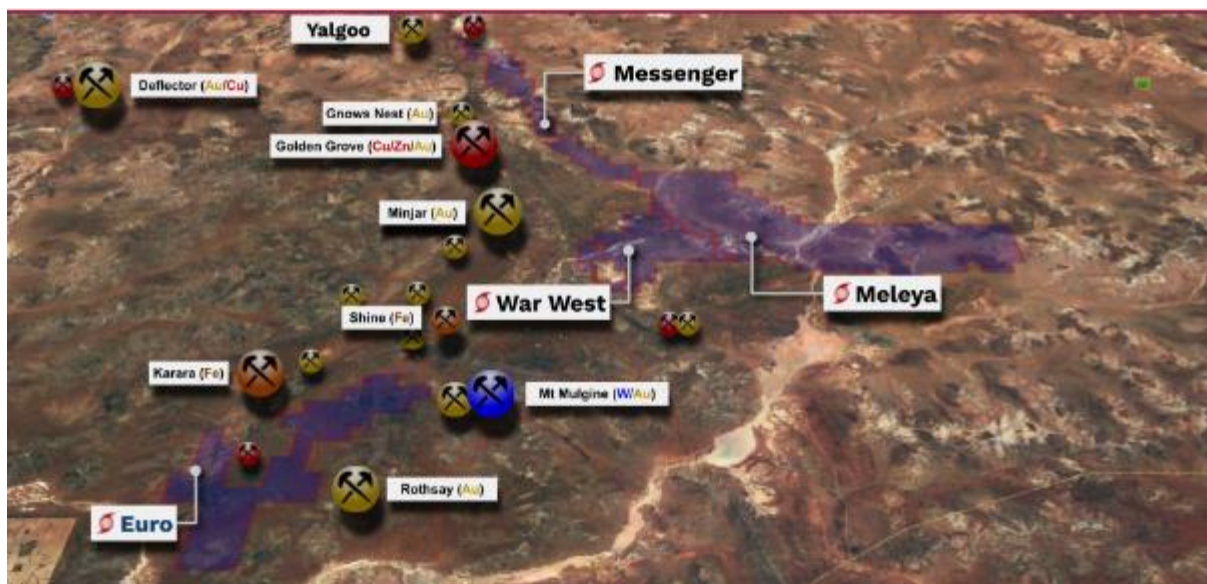 Yalgoo
Messenger
Deflector (Au/Cu)
Gnows Nest (Au)
Golden Grove (Cu/Zn/Au)
Minjar (Au)
War West
Meleya
Shine (Fe)
Karara (Fe)
Mt Mulgine (W/Au)
Rothsay (Au)
Euro